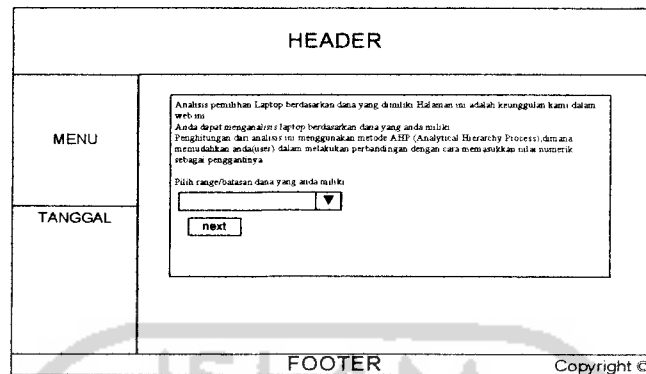 HEADER
MENU
TANGGAL
Analisis pemilihan Laptop berdasarkan dana yang dimiliki Halaman ini adalah keunggulan kami dalam
web ini
Anda dapat menganalisis laptop berdasarkan dana yang anda miliki
Penghitungan dan analisis ini menggunakan metode AHP (Analytical Hierarchy Process),dimana
memudahkan anda(user) dalam melakukan perbandingan dengan cara memasukkan nilai numerik
sebagai penggantinya
Pilih range/batasan dana yang anda miliki
next
FOOTER
Copyright ©
ISLAM